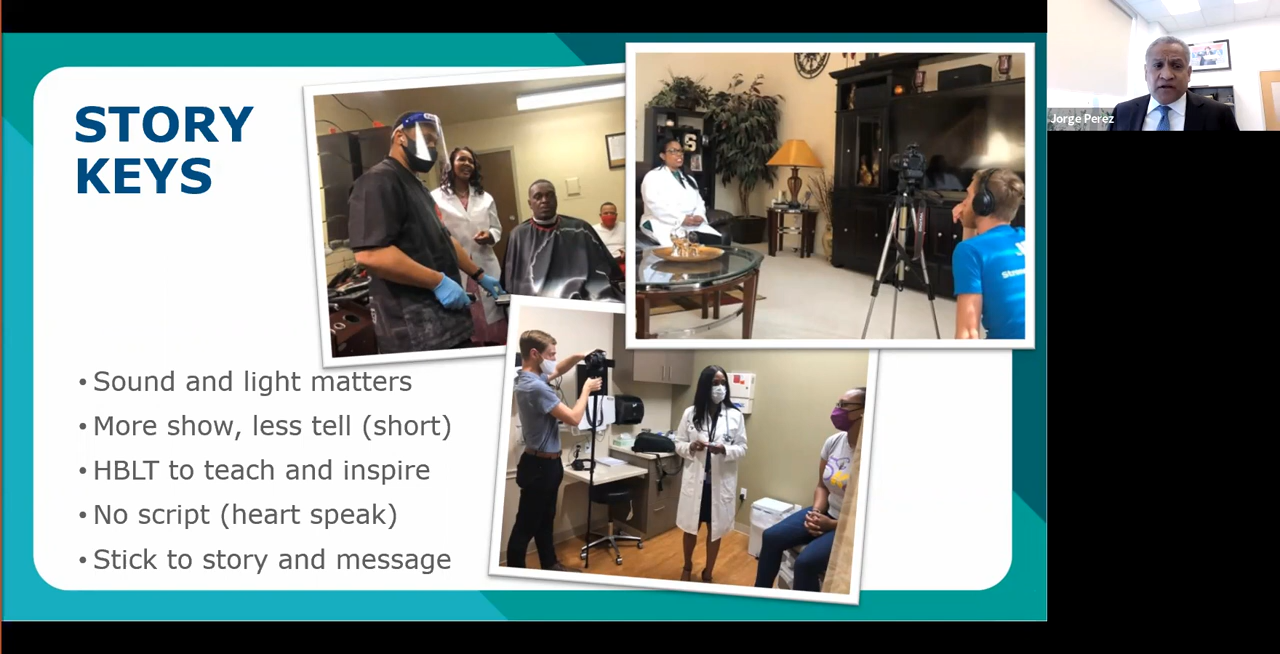 STORY
KEYS
• Sound and light matters
• More show, less tell (short)
• HBLT to teach and inspire
• No script (heart speak)
• Stick to story and message
Jorge Perez